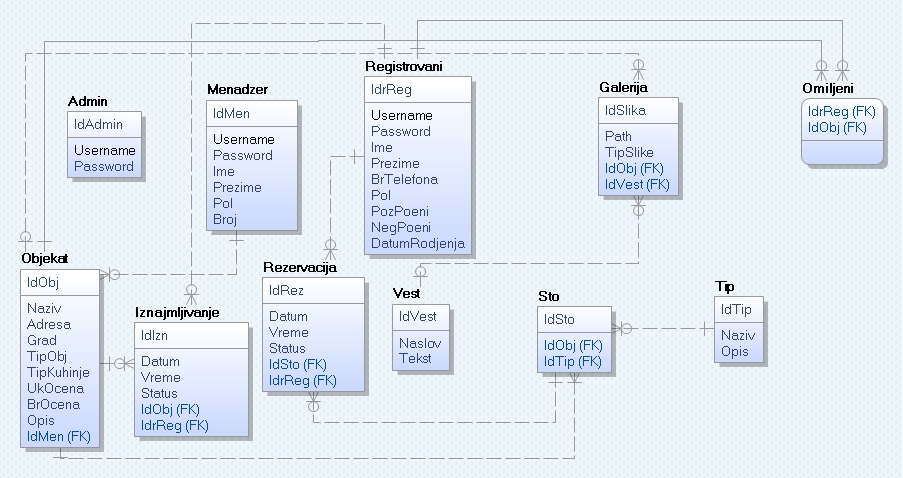 Admin
IdAdmin
Username
Password
Menadzer
IdMen
Username
Password
Ime
Prezime
Pol
Broj
Registrovani
IdrReg
Username
Password
Ime
Prezime
BrTelefona
Pol
PozPoeni
NegPoeni
DatumRodjenja
Galerija
IdSlika
Path
TipSlike
IdObj (FK)
IdVest (FK)
Omiljeni
IdrReg (FK)
IdObj (FK)
Objekat
IdObj
Naziv
Adresa
Grad
TipObj
TipKuhinje
UkOcena
BrOcena
Opis
IdMen (FK)
Iznajmljivanje
IdIzn
Datum
Vreme
Status
IdObj (FK)
IdrReg (FK)
Rezervacija
IdRez
Datum
Vreme
Status
IdSto (FK)
IdrReg (FK)
Vest
IdVest
Naslov
Tekst
Sto
IdSto
IdObj (FK)
IdTip (FK)
Tip
IdTip
Naziv
Opis